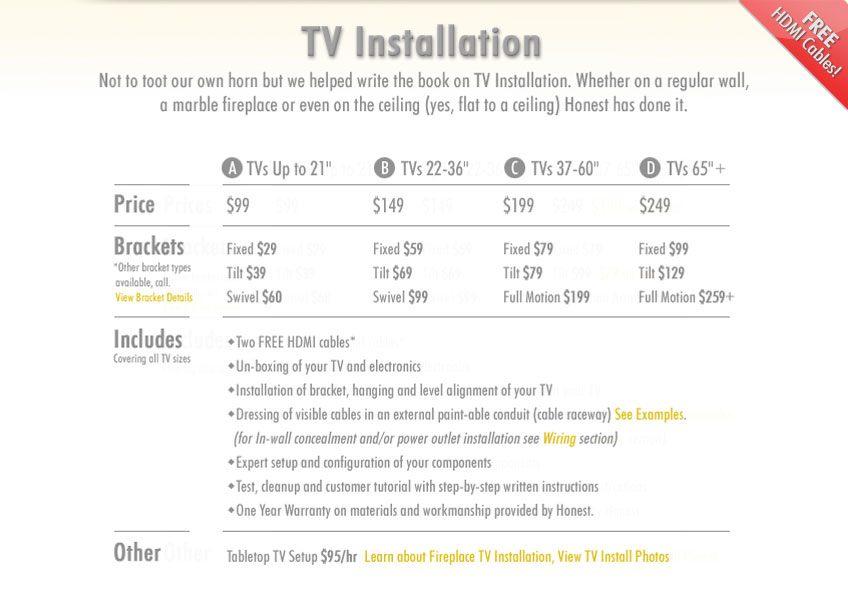 FREE
HDMI Cables!
TV Installation
Not to toot our own horn but we helped write the book on TV Installation. Whether on a regular wall,
a marble fireplace or even on the ceiling (yes, flat to a ceiling) Honest has done it.
A TVs Up to 21" B TVs 22-36" C TVs 37-60" D TVs 65"+
Price $99 $149 $199 $249
Brackets Fixed $29 Fixed $59 Fixed $79 Fixed $99
*Other bracket types
available, call.
Tilt $39 Tilt $69 Tilt $79 Tilt $129
View Bracket Details Swivel $60 Swivel $99 Full Motion $199 Full Motion $259+
Includes
Covering all TV sizes
◆Two FREE HDMI cables*
◆Un-boxing of your TV and electronics
◆Installation of bracket, hanging and level alignment of your TV
◆Dressing of visible cables in an external paint-able conduit (cable raceway) See Examples.
(for In-wall concealment and/or power outlet installation see Wiring section)
◆Expert setup and configuration of your components
◆Test, cleanup and customer tutorial with step-by-step written instructions
◆One Year Warranty on materials and workmanship provided by Honest.
Other Tabletop TV Setup $95/hr Learn about Fireplace TV Installation, View TV Install Photos